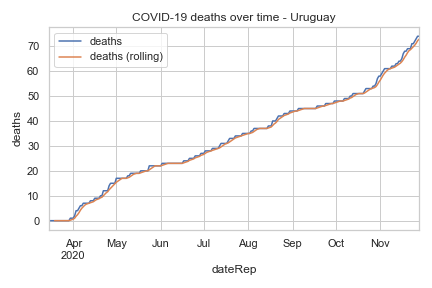 COVID-19 deaths over time - Uruguay
deaths
deaths (rolling)
deaths
70
60
50
40
30
20
10
0
Apr May Jun Jul Aug Sep Oct Nov
2020
dateRep